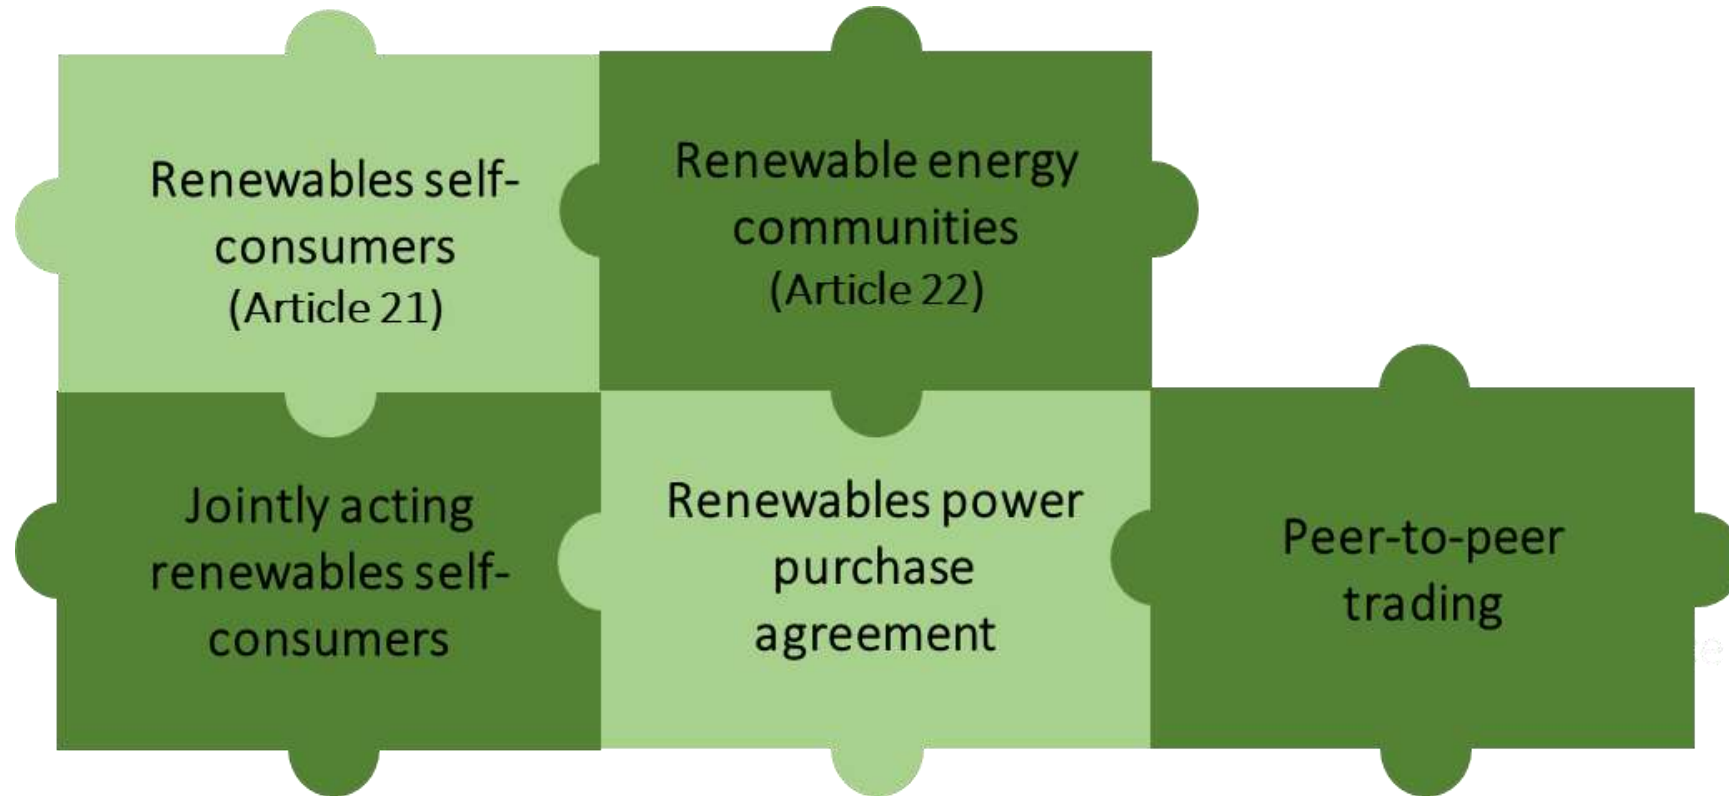 Renewables self-
consumers
(Article 21)
Renewable energy
communities
(Article 22)
Jointly acting
renewables self-
consumers
Renewables power
purchase
agreement
Peer-to-peer
trading